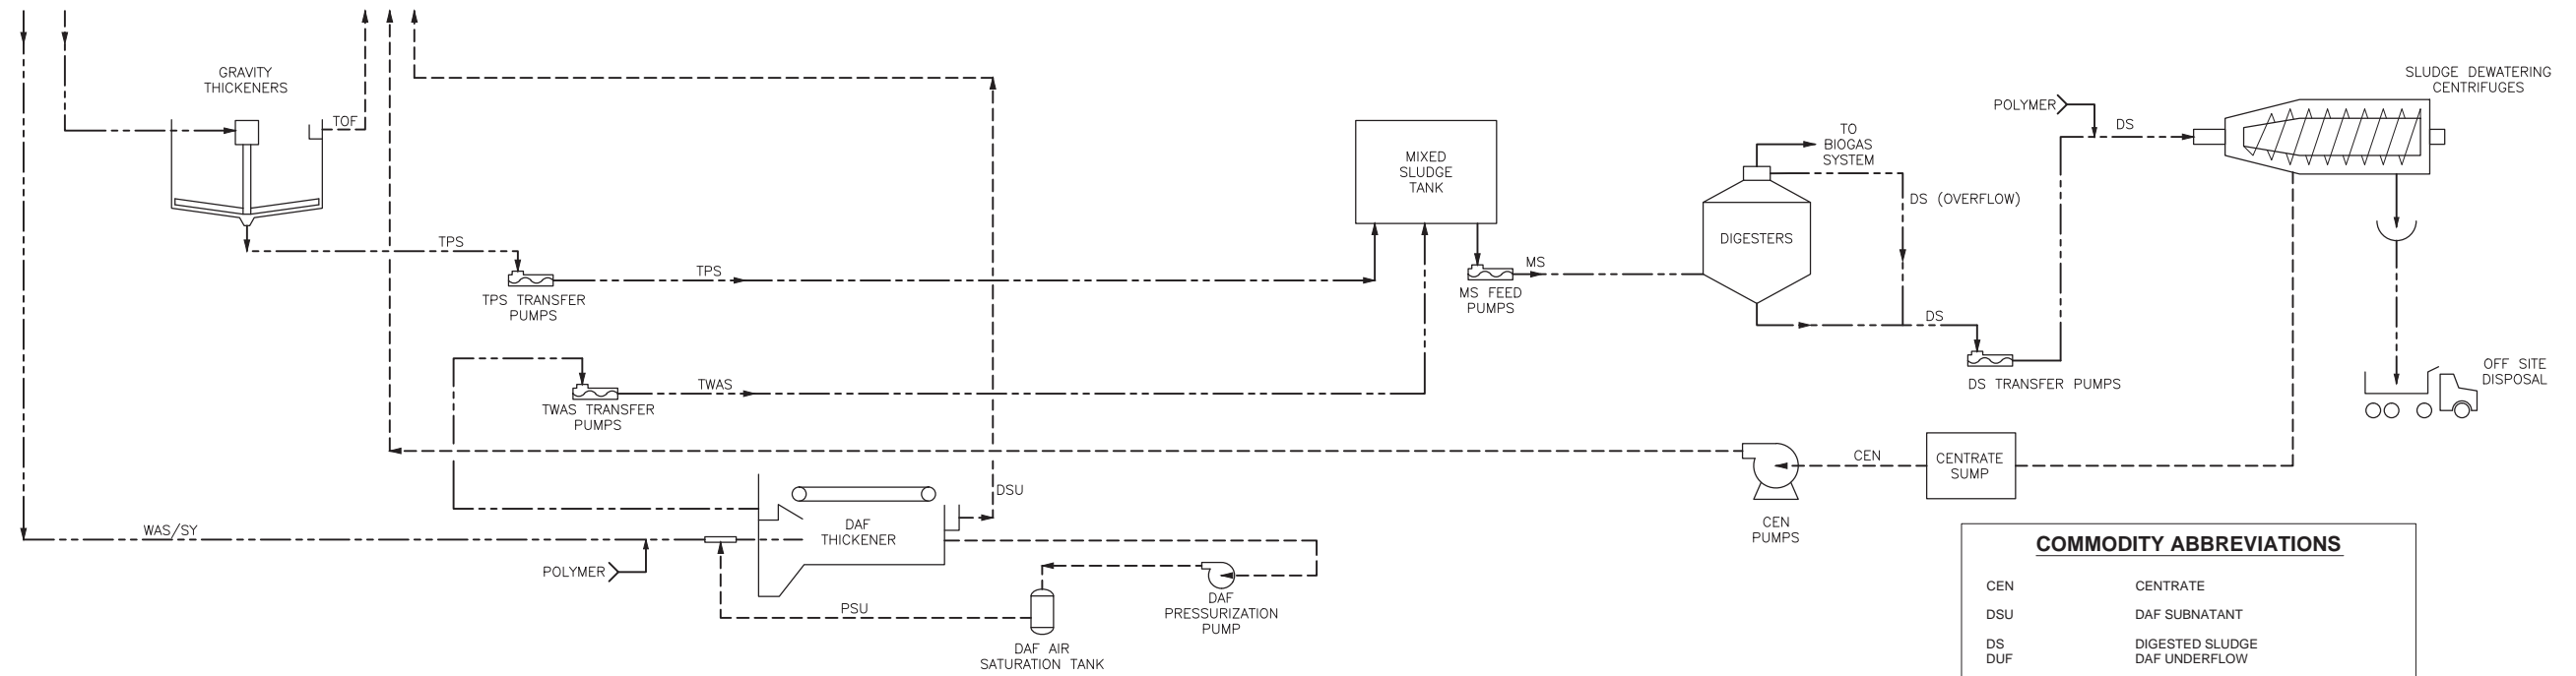 GRAVITY
THICKENERS
TOF
TPS
TPS
TPS TRANSFER
PUMPS
TWAS
TWAS TRANSFER
PUMPS
MIXED
SLUDGE
TANK
MS
MS FEED
PUMPS
TO
BIOGAS
SYSTEM
DIGESTERS
DS (OVERFLOW)
DS
DS TRANSFER PUMPS
POLYMER
DS
SLUDGE DEWATERING
CENTRIFUGES
OFF SITE
DISPOSAL
CENTRATE
SUMP
CEN
CEN
PUMPS
WAS/SY
POLYMER
DAF
THICKENER
DSU
PSU
DAF AIR
SATURATION TANK
DAF
PRESSURIZATION
PUMP
COMMODITY ABBREVIATIONS
CEN CENTRATE
DSU DAF SUBNATANT
DS DIGESTED SLUDGE
DUF DAF UNDERFLOW